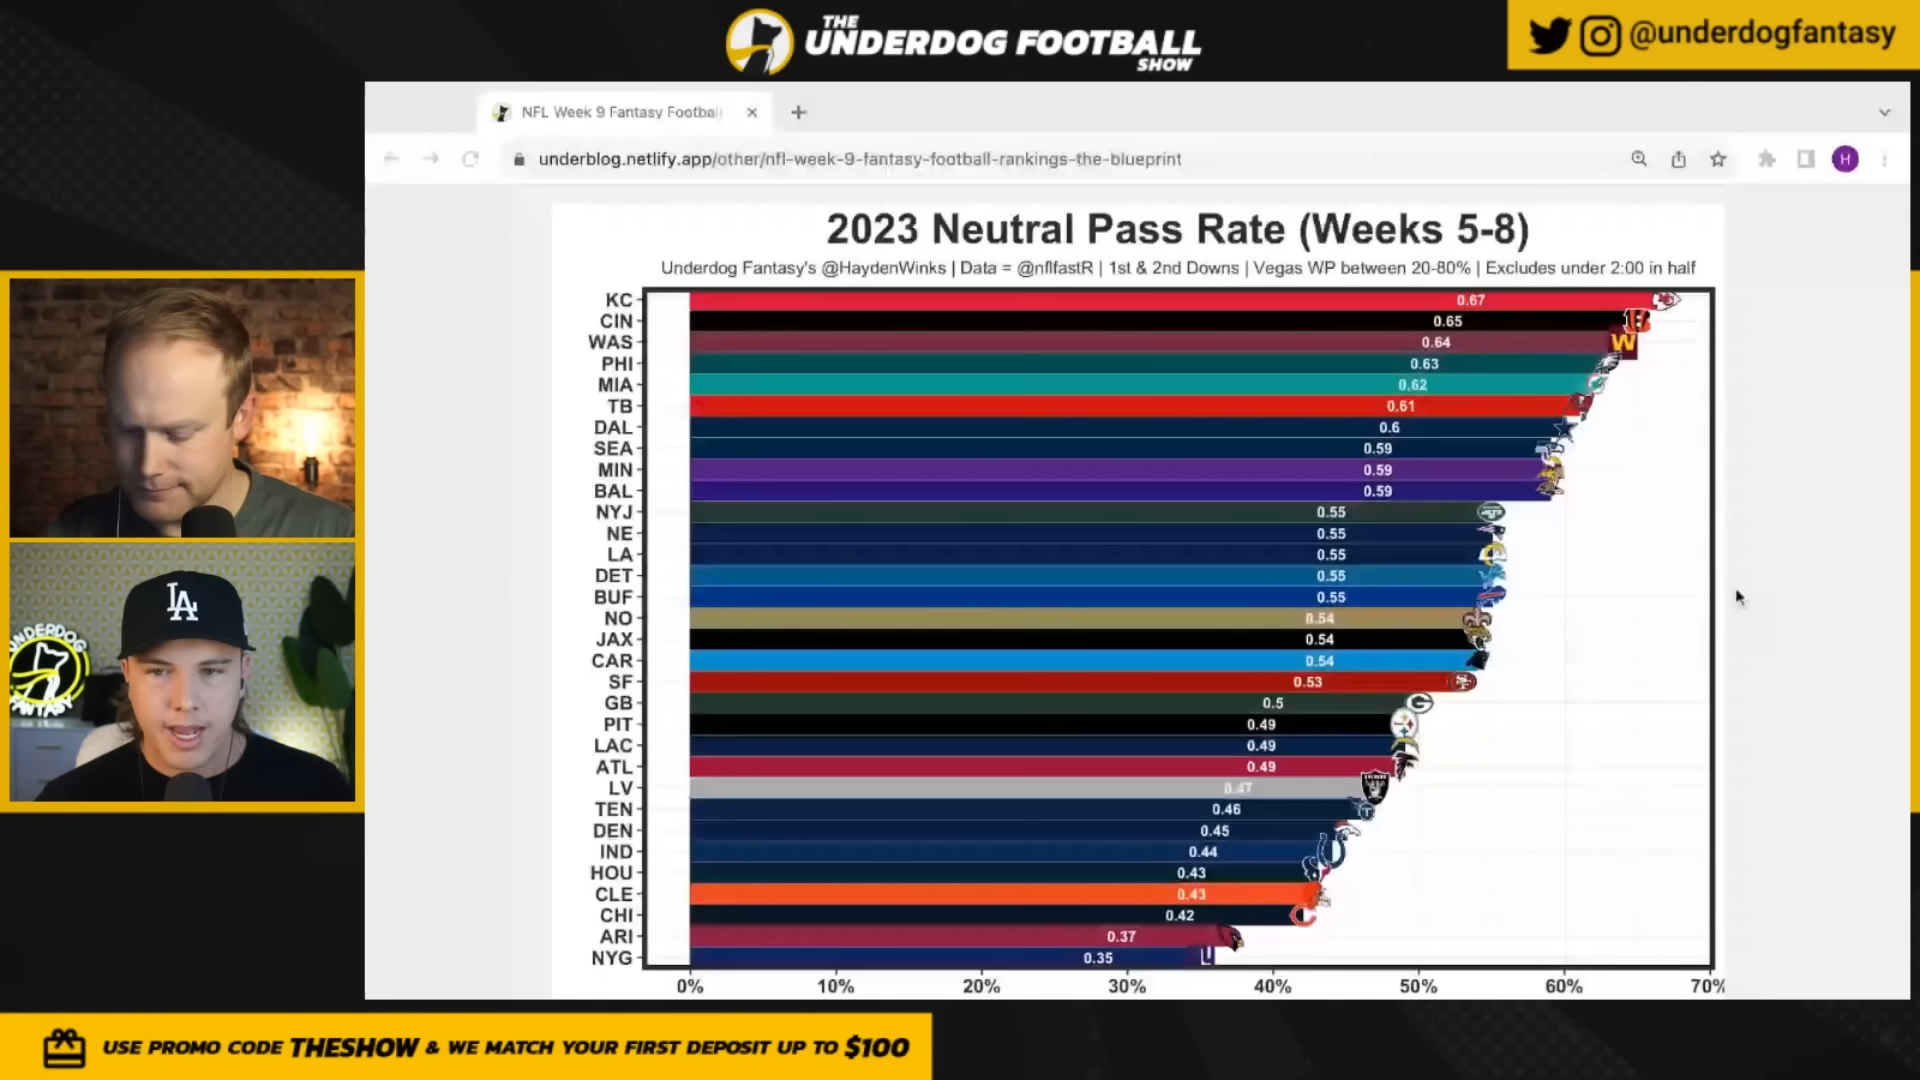 THE
UNDERDOG FOOTBALL
SHOW
@underdogfantasy
NFL Week 9 Fantasy Footbal
underblog.netlify.app/other/nfl-week-9-fantasy-football-rankings-the-blueprint
H
2023 Neutral Pass Rate (Weeks 5-8)
Underdog Fantasy's @HaydenWinks | Data = @nflfastR | 1st & 2nd Downs | Vegas WP between 20-80% | Excludes under 2:00 in half
KC 0.67
CIN 0.65
WAS 0.64 W
PHI 0.63
MIA 0.62
TB 0.61
DAL 0.6
SEA 0.59
MIN 0.59
BAL 0.59
NYJ 0.55
NE 0.55
LA 0.55
DET 0.55
BUF 0.55
NO 0.54
JAX 0.54
CAR 0.54
SF 0.53
GB 0.5 G
PIT 0.49
LAC 0.49
ATL 0.49
LV 0.47
TEN 0.46
DEN 0.45
IND 0.44
HOU 0.43
CLE 0.43
CHI 0.42
ARI 0.37
NYG 0.35
0% 10% 20% 30% 40% 50% 60% 70%
LA
UNDERDOG
FANTASY
USE PROMO CODE THESHOW & WE MATCH YOUR FIRST DEPOSIT UP TO $100